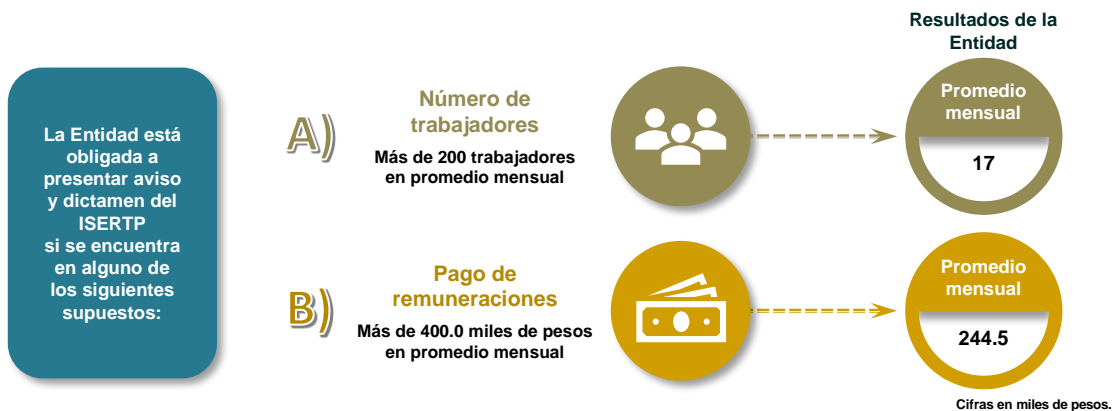 La Entidad está
obligada a
presentar aviso
y dictamen del
ISERTP
si se encuentra
en alguno de
los siguientes
supuestos:
A)
Número de
trabajadores
Más de 200 trabajadores
en promedio mensual
Resultados de la
Entidad
Promedio
mensual
17
B)
Pago de
remuneraciones
Más de 400.0 miles de pesos
en promedio mensual
Promedio
mensual
244.5
Cifras en miles de pesos.